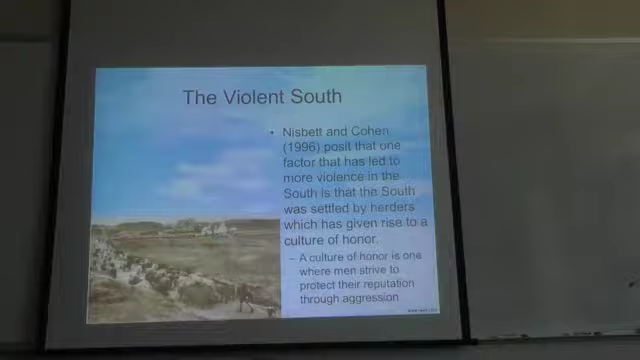 The Violent South
• Nisbett and Cohen
(1996) posit that one
factor that has led to
more violence in the
South is that the South
was settled by herders
which has given rise to a
culture of honor.
– A culture of honor is one
where men strive to
protect their reputation
through aggression